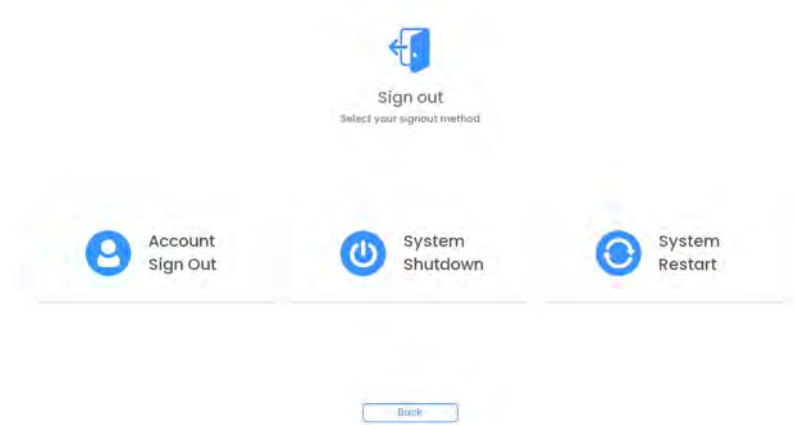 Sign out
Select your signout method
Account
Sign Out
System
Shutdown
System
Restart
Back